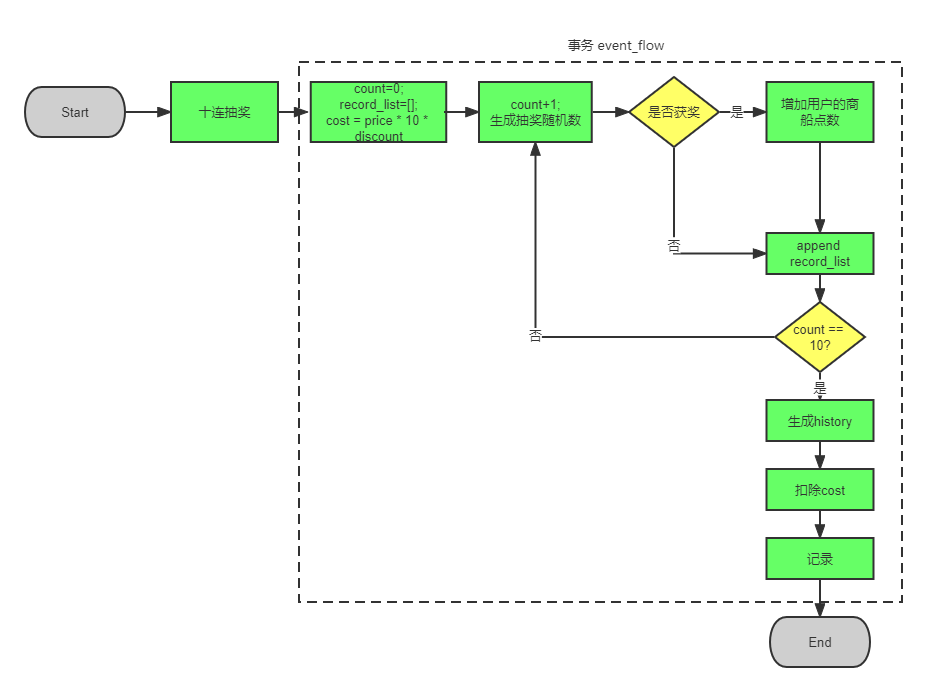 事务 event_flow
Start
十连抽奖
count=0;
record_list=[];
cost = price * 10 *
discount
count+1;
生成抽奖随机数
是否获奖
是
增加用户的商
船点数
否
append
record_list
count ==
10?
否
是
生成history
扣除cost
记录
End